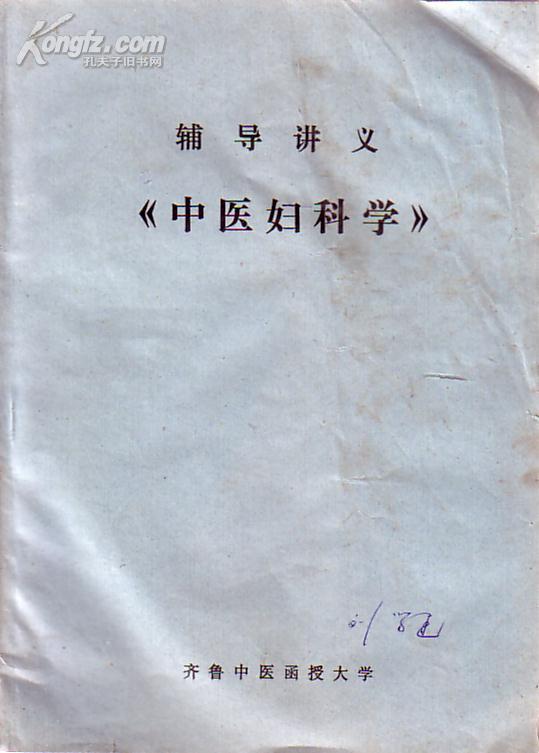 Kongfz.com
孔夫子旧书网
辅导讲义
《中医妇科学》
齐鲁中医函授大学